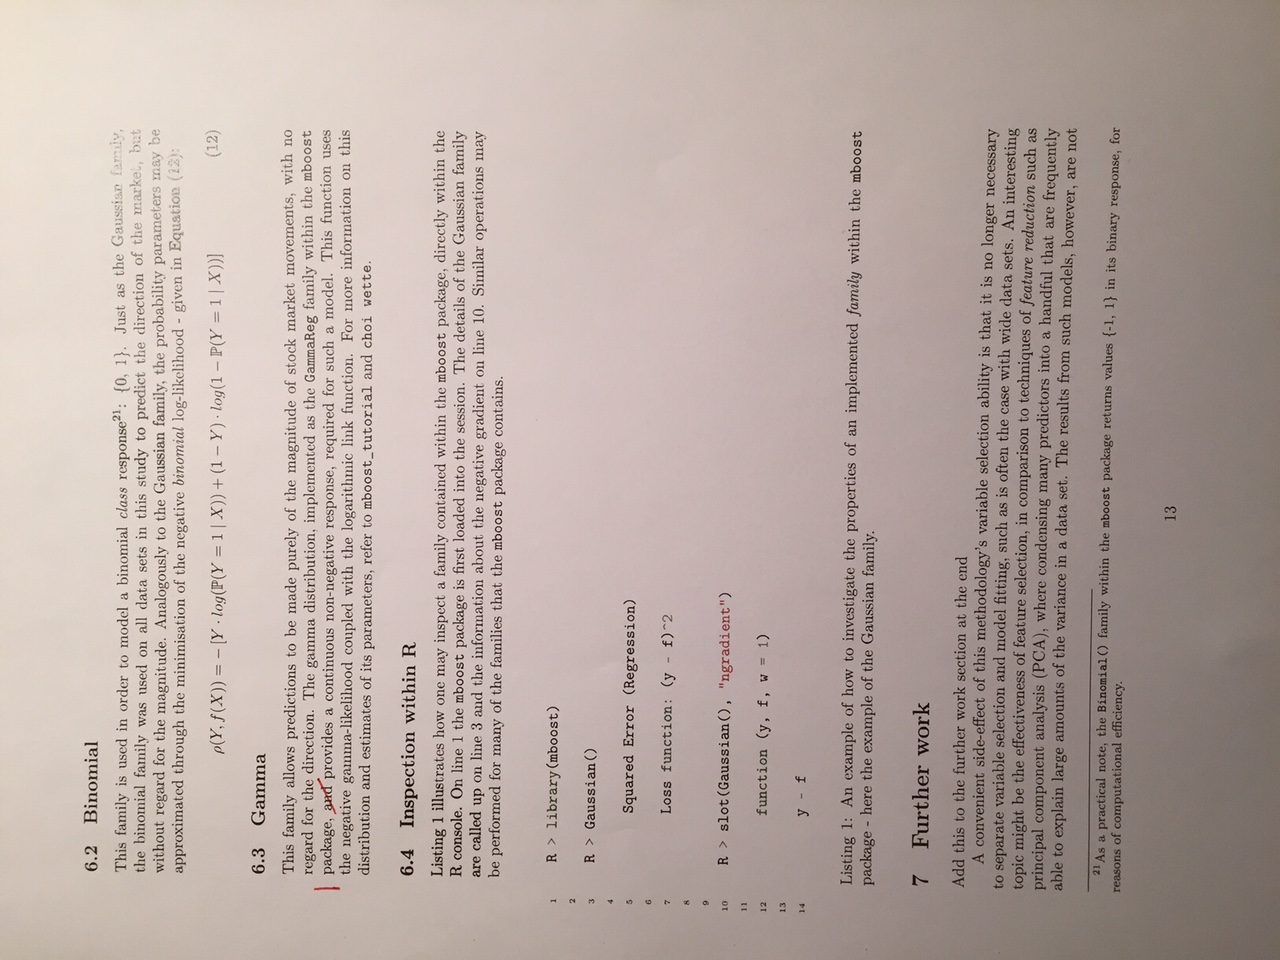 6.2 Binomial
This family is used in order to model a binomial class response²¹: {0, 1}. Just as the Gaussian family,
the binomial family was used on all data sets in this study to predict the direction of the market, but
without regard for the magnitude. Analogously to the Gaussian family, the probability parameters may be
approximated through the minimisation of the negative binomial log-likelihood - given in Equation (12):
ρ(Y, f(X)) = − [Y · log(ℙ(Y = 1 | X)) + (1 − Y) · log(1 − ℙ(Y = 1 | X))] (12)
6.3 Gamma
This family allows predictions to be made purely of the magnitude of stock market movements, with no
regard for the direction. The gamma distribution, implemented as the GammaReg family within the mboost
package, and provides a continuous non-negative response, required for such a model. This function uses
the negative gamma-likelihood coupled with the logarithmic link function. For more information on this
distribution and estimates of its parameters, refer to mboost_tutorial and choi wette.
6.4 Inspection within R
Listing 1 illustrates how one may inspect a family contained within the mboost package, directly within the
R console. On line 1 the mboost package is first loaded into the session. The details of the Gaussian family
are called up on line 3 and the information about the negative gradient on line 10. Similar operations may
be performed for many of the families that the mboost package contains.
1 R > library(mboost)
2
3 R > Gaussian()
4
5 Squared Error (Regression)
6
7 Loss function: (y - f)^2
8
9
10 R > slot(Gaussian(), "ngradient")
11
12 function (y, f, w = 1)
13
14 y - f
Listing 1: An example of how to investigate the properties of an implemented family within the mboost
package - here the example of the Gaussian family.
7 Further work
Add this to the further work section at the end
A convenient side-effect of this methodology's variable selection ability is that it is no longer necessary
to separate variable selection and model fitting, such as is often the case with wide data sets. An interesting
topic might be the effectiveness of feature selection, in comparison to techniques of feature reduction such as
principal component analysis (PCA), where condensing many predictors into a handful that are frequently
able to explain large amounts of the variance in a data set. The results from such models, however, are not
²¹As a practical note, the Binomial() family within the mboost package returns values {-1, 1} in its binary response, for
reasons of computational efficiency.
13